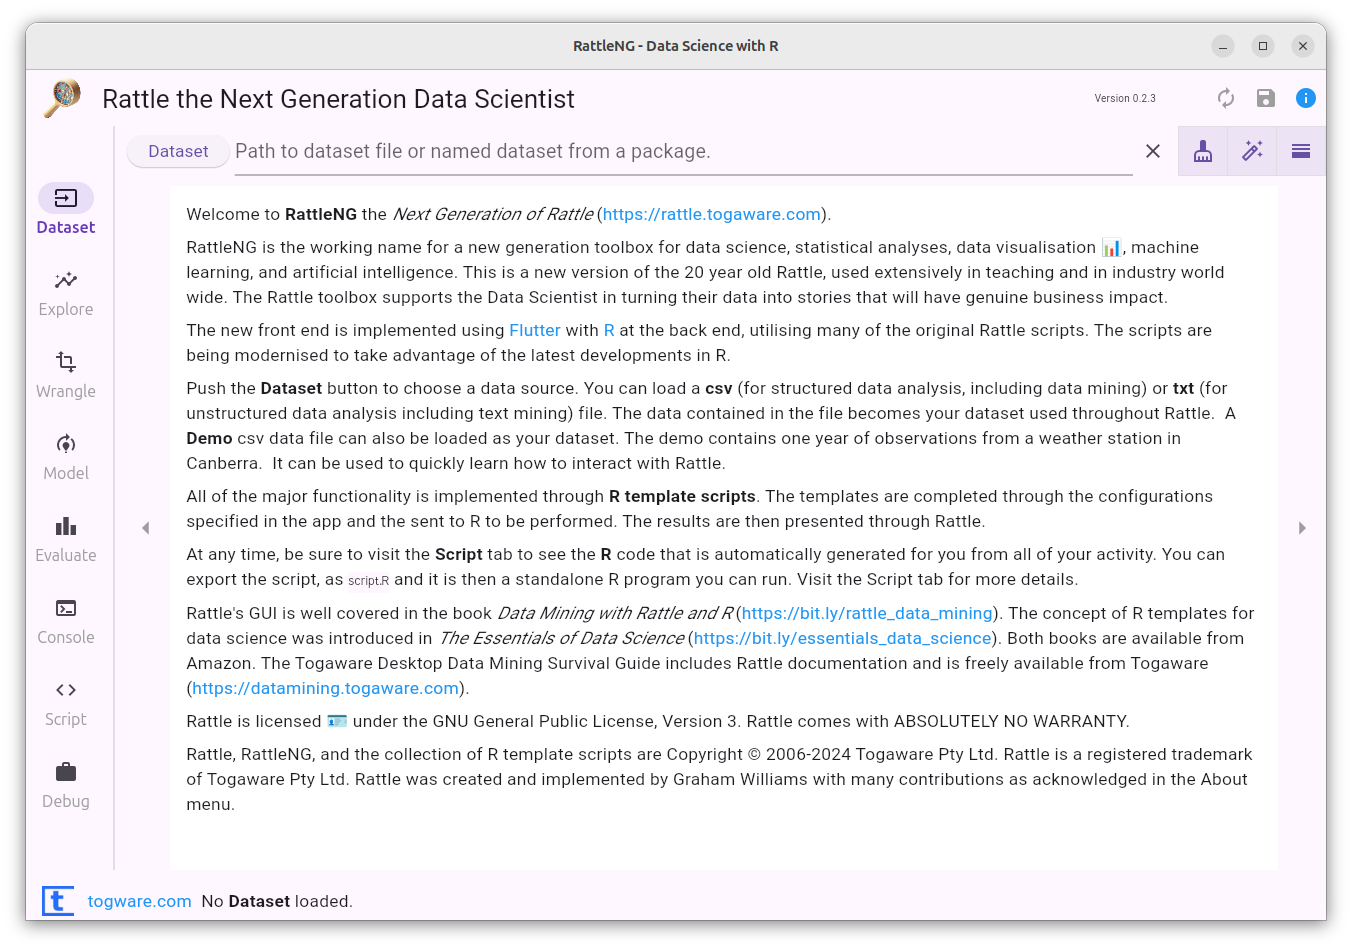 RattleNG - Data Science with R
Rattle the Next Generation Data Scientist
Version 0.2.3
Dataset
Path to dataset file or named dataset from a package.
Dataset
Explore
Wrangle
Model
Evaluate
Console
Script
Debug
Welcome to RattleNG the Next Generation of Rattle (https://rattle.togaware.com).
RattleNG is the working name for a new generation toolbox for data science, statistical analyses, data visualisation 📊, machine
learning, and artificial intelligence. This is a new version of the 20 year old Rattle, used extensively in teaching and in industry world
wide. The Rattle toolbox supports the Data Scientist in turning their data into stories that will have genuine business impact.
The new front end is implemented using Flutter with R at the back end, utilising many of the original Rattle scripts. The scripts are
being modernised to take advantage of the latest developments in R.
Push the Dataset button to choose a data source. You can load a csv (for structured data analysis, including data mining) or txt (for
unstructured data analysis including text mining) file. The data contained in the file becomes your dataset used throughout Rattle. A
Demo csv data file can also be loaded as your dataset. The demo contains one year of observations from a weather station in
Canberra. It can be used to quickly learn how to interact with Rattle.
All of the major functionality is implemented through R template scripts. The templates are completed through the configurations
specified in the app and the sent to R to be performed. The results are then presented through Rattle.
At any time, be sure to visit the Script tab to see the R code that is automatically generated for you from all of your activity. You can
export the script, as script.R and it is then a standalone R program you can run. Visit the Script tab for more details.
Rattle's GUI is well covered in the book Data Mining with Rattle and R (https://bit.ly/rattle_data_mining). The concept of R templates for
data science was introduced in The Essentials of Data Science (https://bit.ly/essentials_data_science). Both books are available from
Amazon. The Togaware Desktop Data Mining Survival Guide includes Rattle documentation and is freely available from Togaware
(https://datamining.togaware.com).
Rattle is licensed 🪪 under the GNU General Public License, Version 3. Rattle comes with ABSOLUTELY NO WARRANTY.
Rattle, RattleNG, and the collection of R template scripts are Copyright © 2006-2024 Togaware Pty Ltd. Rattle is a registered trademark
of Togaware Pty Ltd. Rattle was created and implemented by Graham Williams with many contributions as acknowledged in the About
menu.
t togware.com No Dataset loaded.